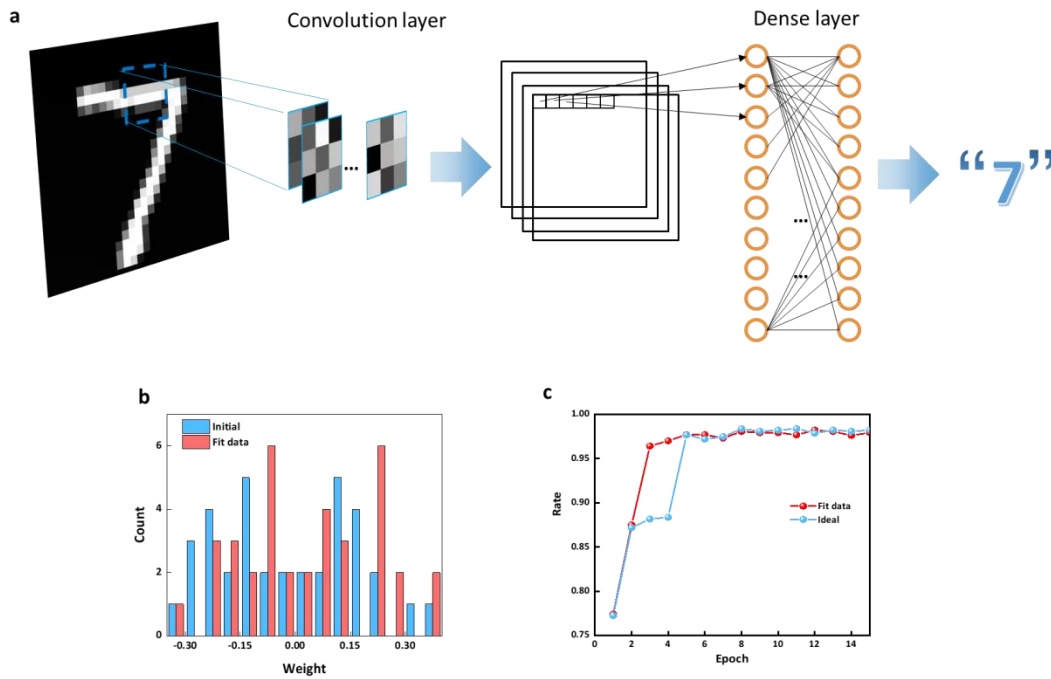 a
Convolution layer
Dense layer
...
...
...
“7”
b
Initial
Fit data
6
4
2
0
Count
-0.30 -0.15 0.00 0.15 0.30
Weight
c
1.00
0.95
0.90
0.85
0.80
0.75
Rate
Fit data
Ideal
0 2 4 6 8 10 12 14
Epoch